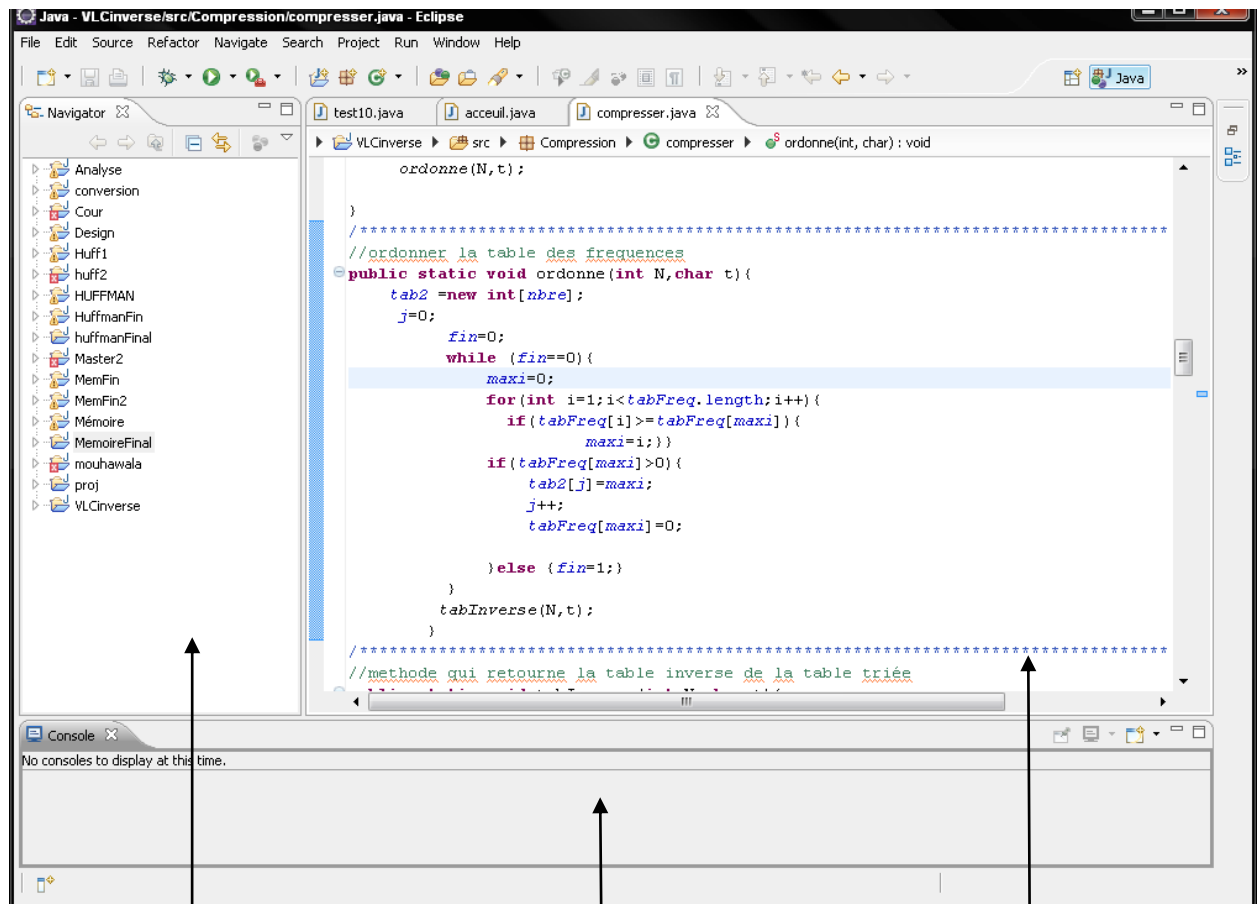 Java - VLCinverse/src/Compression/compresser.java - Eclipse
File Edit Source Refactor Navigate Search Project Run Window Help
Java
»
Navigator
test10.java acceuil.java compresser.java
VLCinverse src Compression compresser ordonne(int, char) : void
Analyse
conversion
Cour
Design
Huff1
huff2
HUFFMAN
HuffmanFin
huffmanFinal
Master2
MemFin
MemFin2
Mémoire
MemoireFinal
mouhawala
proj
VLCinverse
ordonne(N,t);
}
/**********************************************************************************
//ordonner la table des frequences
public static void ordonne(int N,char t){
tab2 =new int[nbre];
j=0;
fin=0;
while (fin==0){
maxi=0;
for(int i=1;i<tabFreq.length;i++){
if(tabFreq[i]>=tabFreq[maxi]){
maxi=i;}}
if(tabFreq[maxi]>0){
tab2[j]=maxi;
j++;
tabFreq[maxi]=0;
}else {fin=1;}
}
tabInverse(N,t);
}
/**********************************************************************************
//methode qui retourne la table inverse de la table triée
Console
No consoles to display at this time.